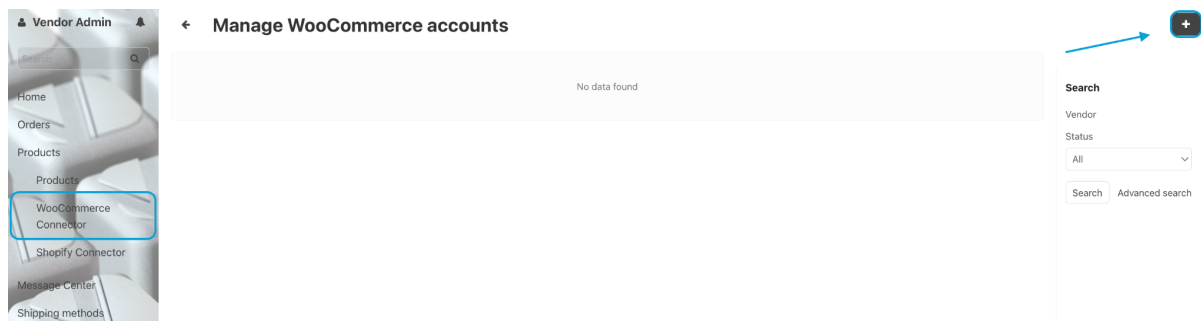 Vendor Admin
Search
Home
Orders
Products
Products
WooCommerce
Connector
Shopify Connector
Message Center
Shipping methods
Manage WooCommerce accounts
No data found
+
Search
Vendor
Status
All
Search Advanced search